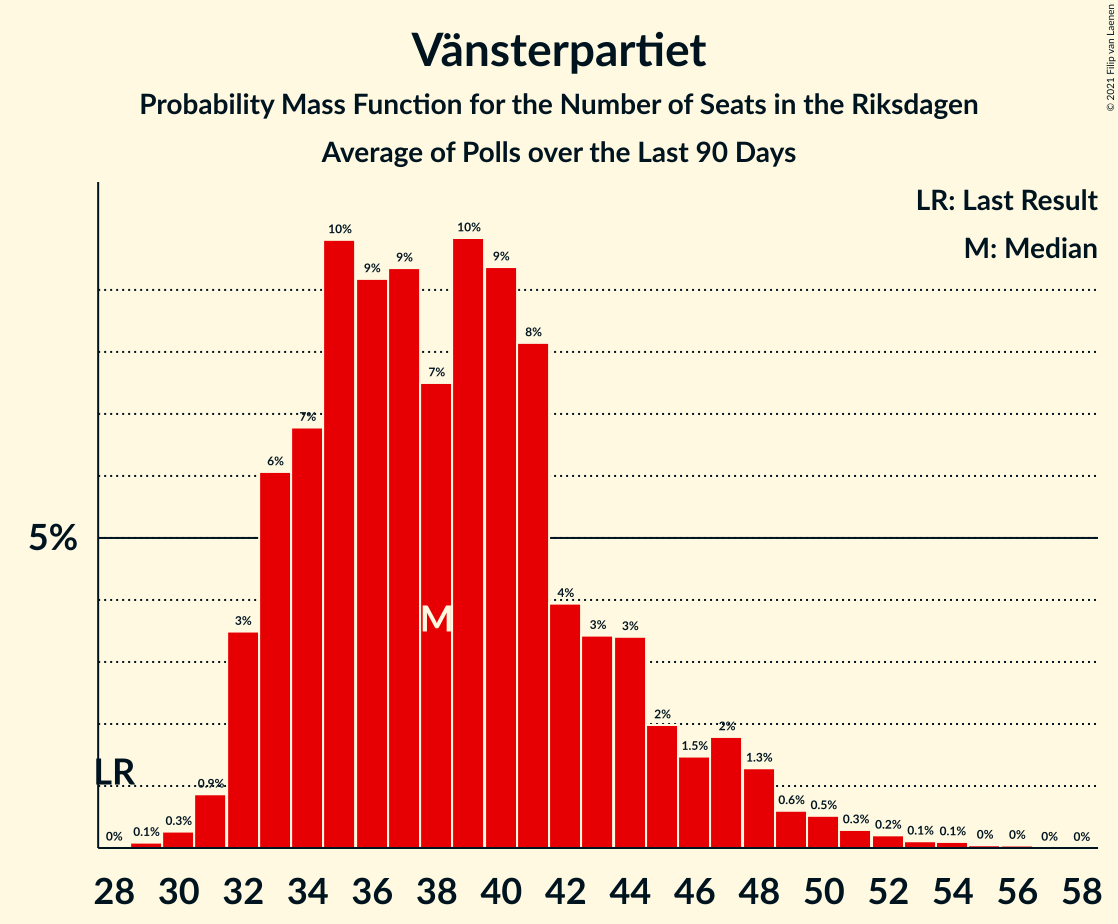 © 2021 Filip van Laenen
Vänsterpartiet
Probability Mass Function for the Number of Seats in the Riksdagen
Average of Polls over the Last 90 Days
LR: Last Result
M: Median
10% 10%
9% 9% 9%
8%
7% 7%
7%
6%
5%
M
4%
3% 3% 3%
2%
2%
1.5%
1.3%
LR
0.9%
0.6% 0.5%
0.3% 0.3%
0% 0.1% 0.2% 0.1% 0.1% 0% 0% 0% 0%
28 30 32 34 36 38 40 42 44 46 48 50 52 54 56 58